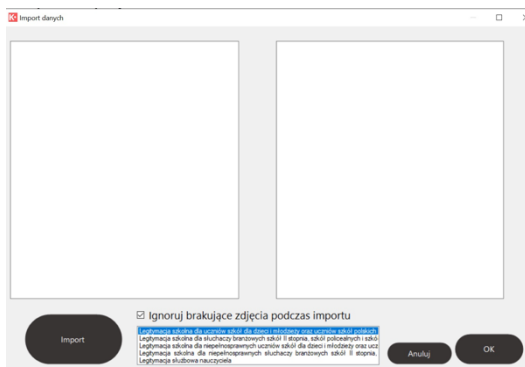 Import danych
Ignoruj brakujące zdjęcia podczas importu
Legitymacja szkolna dla uczniów szkół dla dzieci i młodzieży oraz uczniów szkół polskich
Legitymacja szkolna dla słuchaczy branżowych szkół II stopnia, szkół policealnych i szkó
Legitymacja szkolna dla niepełnosprawnych uczniów szkół dla dzieci i młodzieży oraz ucz
Legitymacja szkolna dla niepełnosprawnych słuchaczy branżowych szkół II stopnia,
Legitymacja służbowa nauczyciela
Import
Anuluj
OK